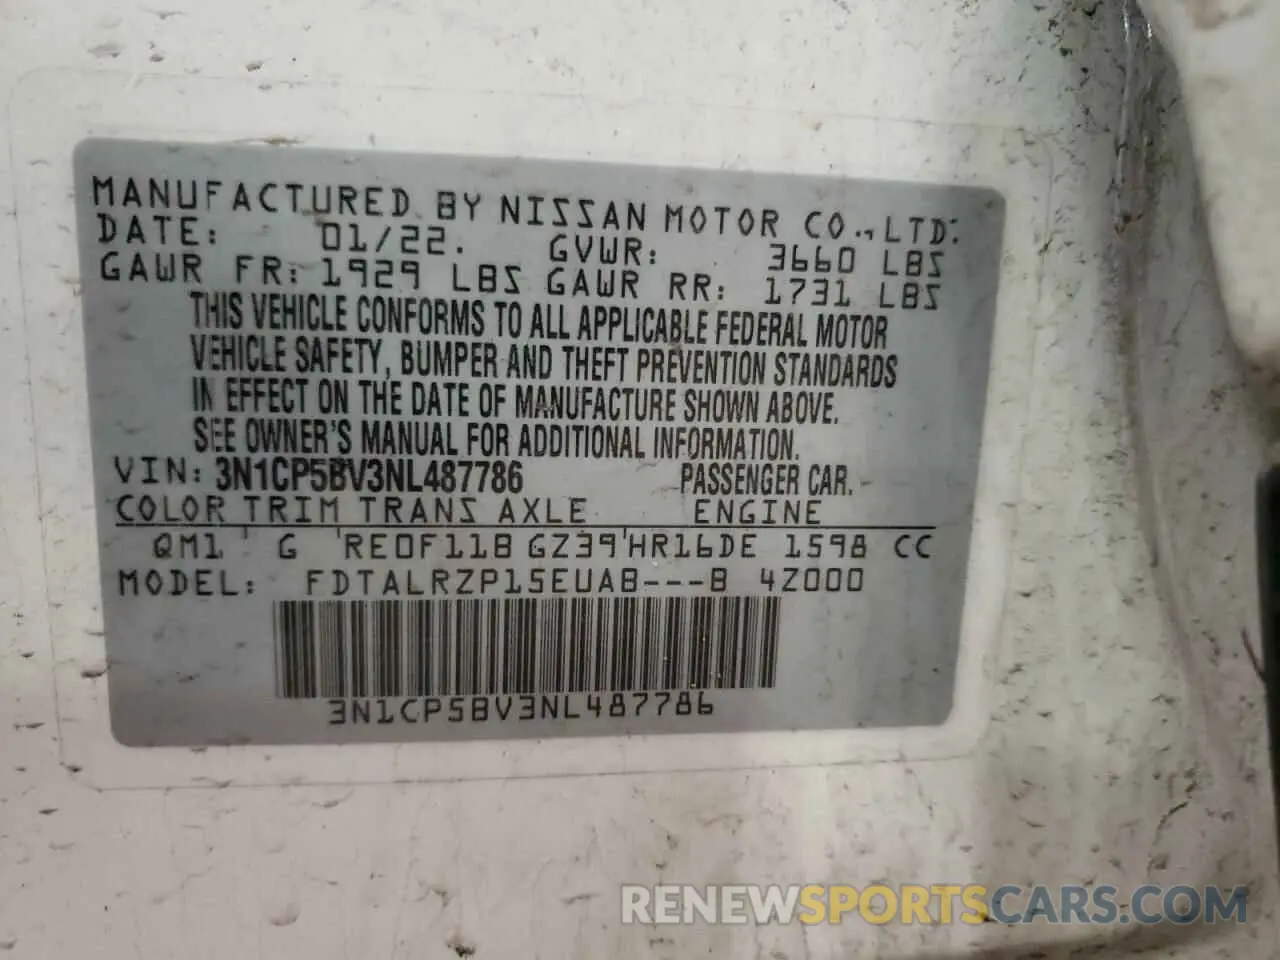 MANUFACTURED BY NISSAN MOTOR CO., LTD.
DATE: 01/22. GVWR: 3660 LBS
GAWR FR: 1929 LBS GAWR RR: 1731 LBS
THIS VEHICLE CONFORMS TO ALL APPLICABLE FEDERAL MOTOR
VEHICLE SAFETY, BUMPER AND THEFT PREVENTION STANDARDS
IN EFFECT ON THE DATE OF MANUFACTURE SHOWN ABOVE.
SEE OWNER'S MANUAL FOR ADDITIONAL INFORMATION.
VIN: 3N1CP5BV3NL487786 PASSENGER CAR.
COLOR TRIM TRANS AXLE ENGINE
QM1 G RE0F11B GZ39 HR16DE 1598 CC
MODEL: FDTALRZP15EUAB---B 4Z000
3N1CP5BV3NL487786
RENEWSPORTSCARS.COM